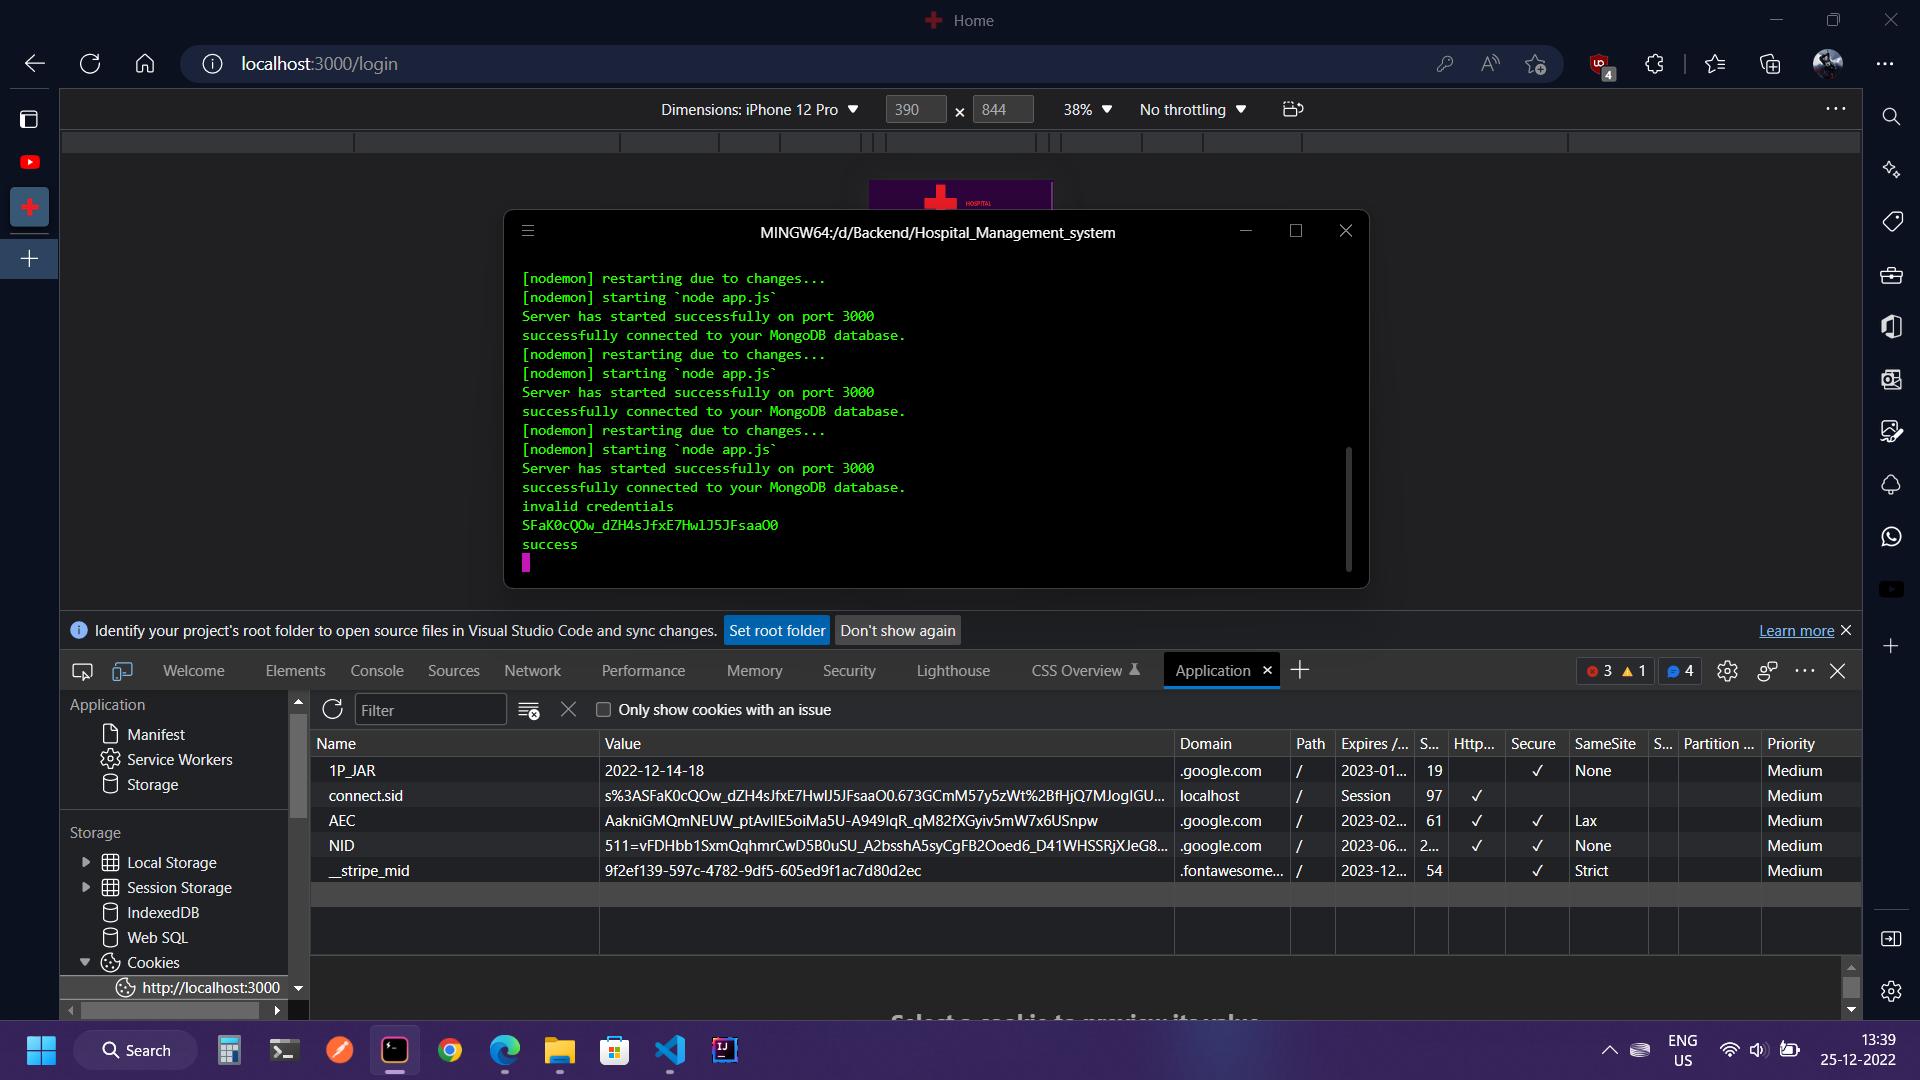 Home
localhost:3000/login
4
Dimensions: iPhone 12 Pro 390 × 844 38% No throttling
HOSPITAL
MINGW64:/d/Backend/Hospital_Management_system
[nodemon] restarting due to changes...
[nodemon] starting `node app.js`
Server has started successfully on port 3000
successfully connected to your MongoDB database.
[nodemon] restarting due to changes...
[nodemon] starting `node app.js`
Server has started successfully on port 3000
successfully connected to your MongoDB database.
[nodemon] restarting due to changes...
[nodemon] starting `node app.js`
Server has started successfully on port 3000
successfully connected to your MongoDB database.
invalid credentials
SFaK0cQOw_dZH4sJfxE7HwlJ5JFsaaO0
success
Identify your project's root folder to open source files in Visual Studio Code and sync changes. Set root folder Don't show again Learn more
Welcome Elements Console Sources Network Performance Memory Security Lighthouse CSS Overview Application 3 1 4
Application
Manifest
Service Workers
Storage
Storage
Local Storage
Session Storage
IndexedDB
Web SQL
Cookies
http://localhost:3000
Filter Only show cookies with an issue
Name Value Domain Path Expires /... S... Http... Secure SameSite S... Partition ... Priority
1P_JAR 2022-12-14-18 .google.com / 2023-01... 19 ✓ None Medium
connect.sid s%3ASFaK0cQOw_dZH4sJfxE7HwlJ5JFsaaO0.673GCmM57y5zWt%2BfHjQ7MJogIGU... localhost / Session 97 ✓ Medium
AEC AakniGMQmNEUW_ptAvIIE5oiMa5U-A949lqR_qM82fXGyiv5mW7x6USnpw .google.com / 2023-02... 61 ✓ ✓ Lax Medium
NID 511=vFDHbb1SxmQqhmrCwD5B0uSU_A2bsshA5syCgFB2Ooed6_D41WHSSRjXJeG8... .google.com / 2023-06... 2... ✓ ✓ None Medium
__stripe_mid 9f2ef139-597c-4782-9df5-605ed9f1ac7d80d2ec .fontawesome... / 2023-12... 54 ✓ Strict Medium
Select a cookie to preview its value
Search
ENG
US
13:39
25-12-2022